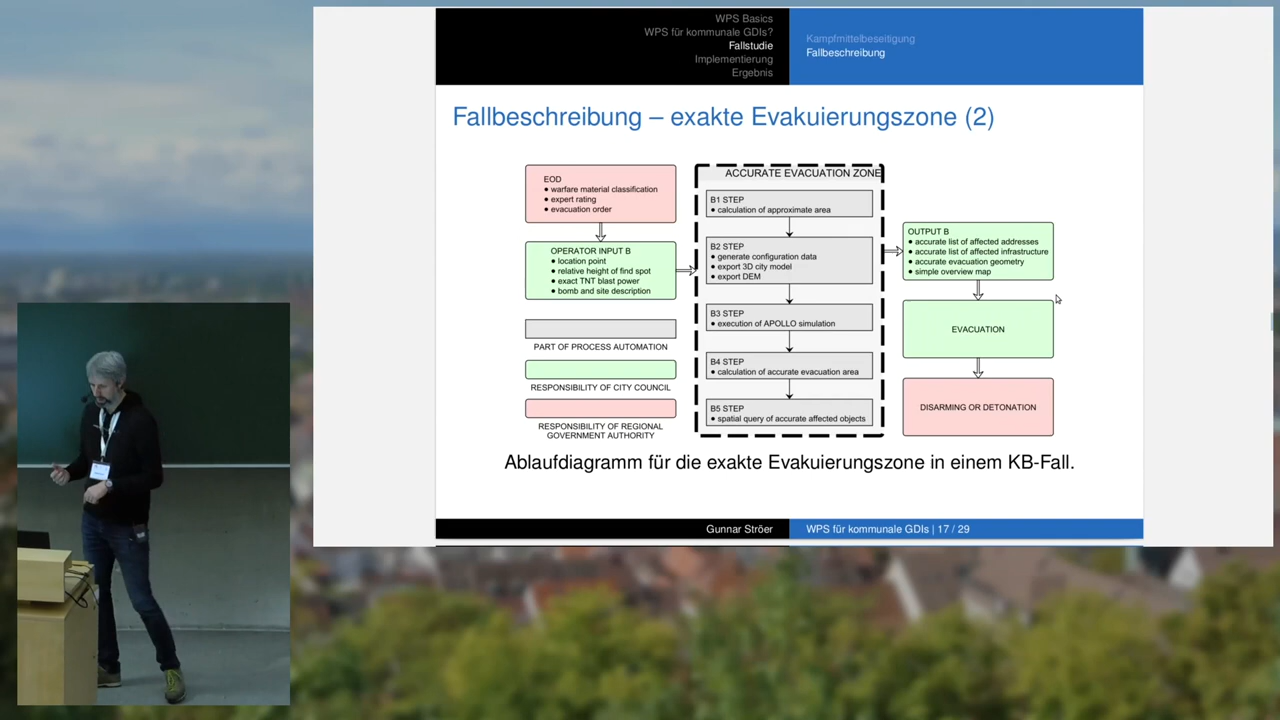 WPS Basics
WPS für kommunale GDIs?
Fallstudie
Implementierung
Ergebnis
Kampfmittelbeseitigung
Fallbeschreibung
Fallbeschreibung – exakte Evakuierungszone (2)
EOD
• warfare material classification
• expert rating
• evacuation order
OPERATOR INPUT B
• location point
• relative height of find spot
• exact TNT blast power
• bomb and site description
PART OF PROCESS AUTOMATION
RESPONSIBILITY OF CITY COUNCIL
RESPONSIBILITY OF REGIONAL
GOVERNMENT AUTHORITY
ACCURATE EVACUATION ZONE
B1 STEP
• calculation of approximate area
B2 STEP
• generate configuration data
• export 3D city model
• export DEM
B3 STEP
• execution of APOLLO simulation
B4 STEP
• calculation of accurate evacuation area
B5 STEP
• spatial query of accurate affected objects
OUTPUT B
• accurate list of affected addresses
• accurate list of affected infrastructure
• accurate evacuation geometry
• simple overview map
EVACUATION
DISARMING OR DETONATION
Ablaufdiagramm für die exakte Evakuierungszone in einem KB-Fall.
Gunnar Ströer
WPS für kommunale GDIs | 17 / 29